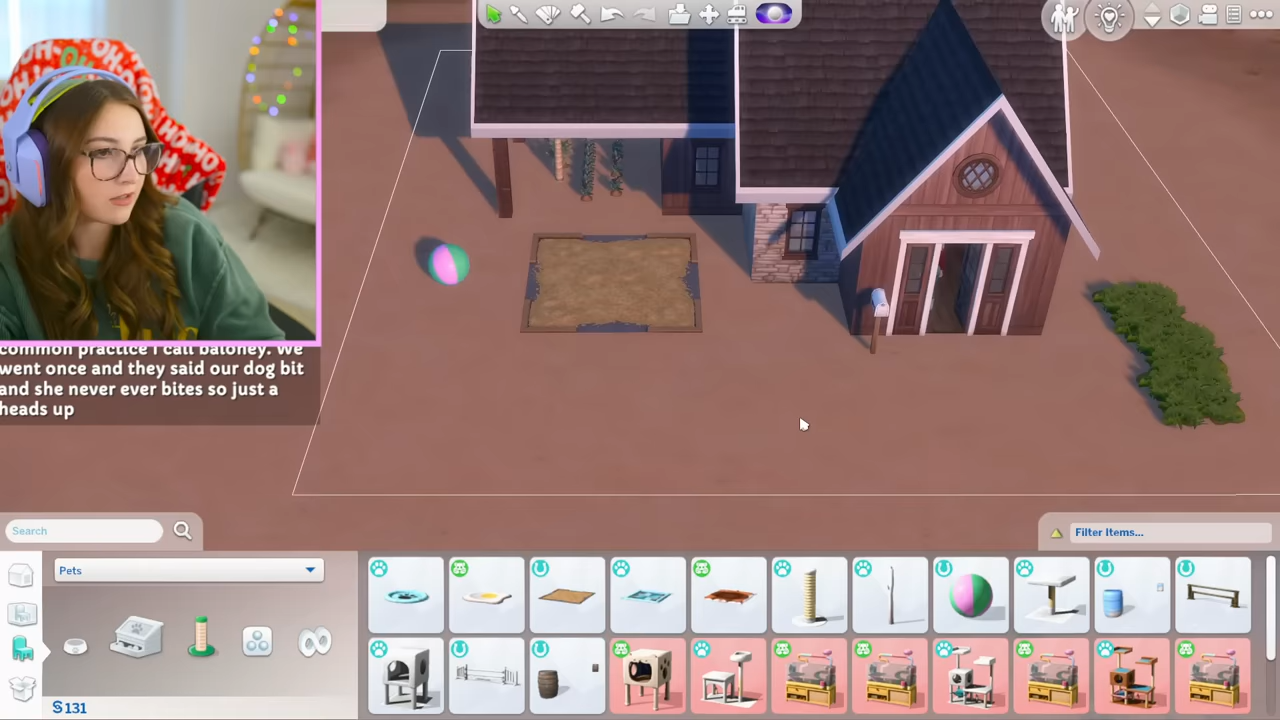 common practice I call baloney. We
went once and they said our dog bit
and she never ever bites so just a
heads up
Search
Filter Items...
Pets
§131